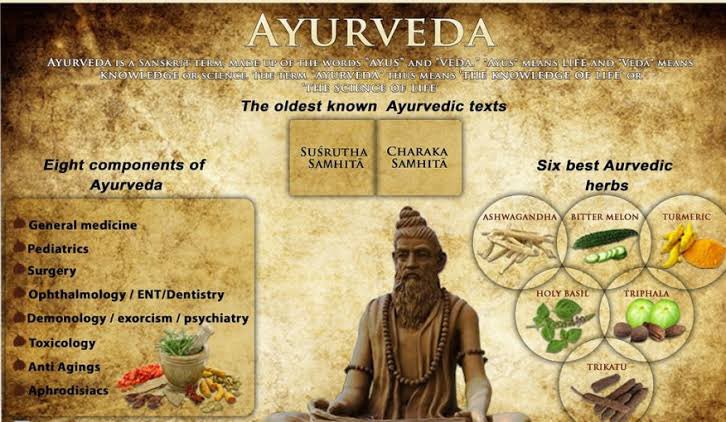 AYURVEDA
AYURVEDA IS A SANSKRIT TERM, MADE UP OF THE WORDS "AYUS" AND "VEDA." "AYUS" MEANS LIFE AND "VEDA" MEANS
KNOWLEDGE OR SCIENCE. THE TERM "AYURVEDA" THUS MEANS 'THE KNOWLEDGE OF LIFE' OR
'THE SCIENCE OF LIFE'
The oldest known Ayurvedic texts
SUŚRUTHA
SAMHITĀ
CHARAKA
SAMHITĀ
Eight components of
Ayurveda
General medicine
Pediatrics
Surgery
Ophthalmology / ENT/Dentistry
Demonology / exorcism / psychiatry
Toxicology
Anti Agings
Aphrodisiacs
Six best Aurvedic
herbs
ASHWAGANDHA
BITTER MELON
TURMERIC
HOLY BASIL
TRIPHALA
TRIKATU